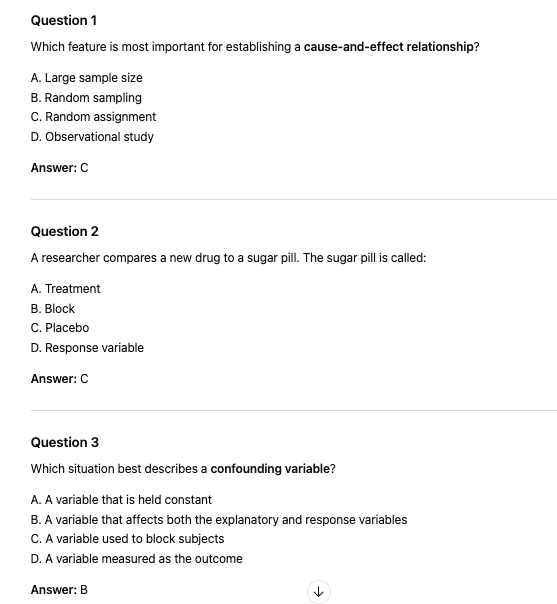 Question 1
Which feature is most important for establishing a cause-and-effect relationship?
A. Large sample size
B. Random sampling
C. Random assignment
D. Observational study
Answer: C
Question 2
A researcher compares a new drug to a sugar pill. The sugar pill is called:
A. Treatment
B. Block
C. Placebo
D. Response variable
Answer: C
Question 3
Which situation best describes a confounding variable?
A. A variable that is held constant
B. A variable that affects both the explanatory and response variables
C. A variable used to block subjects
D. A variable measured as the outcome
Answer: B